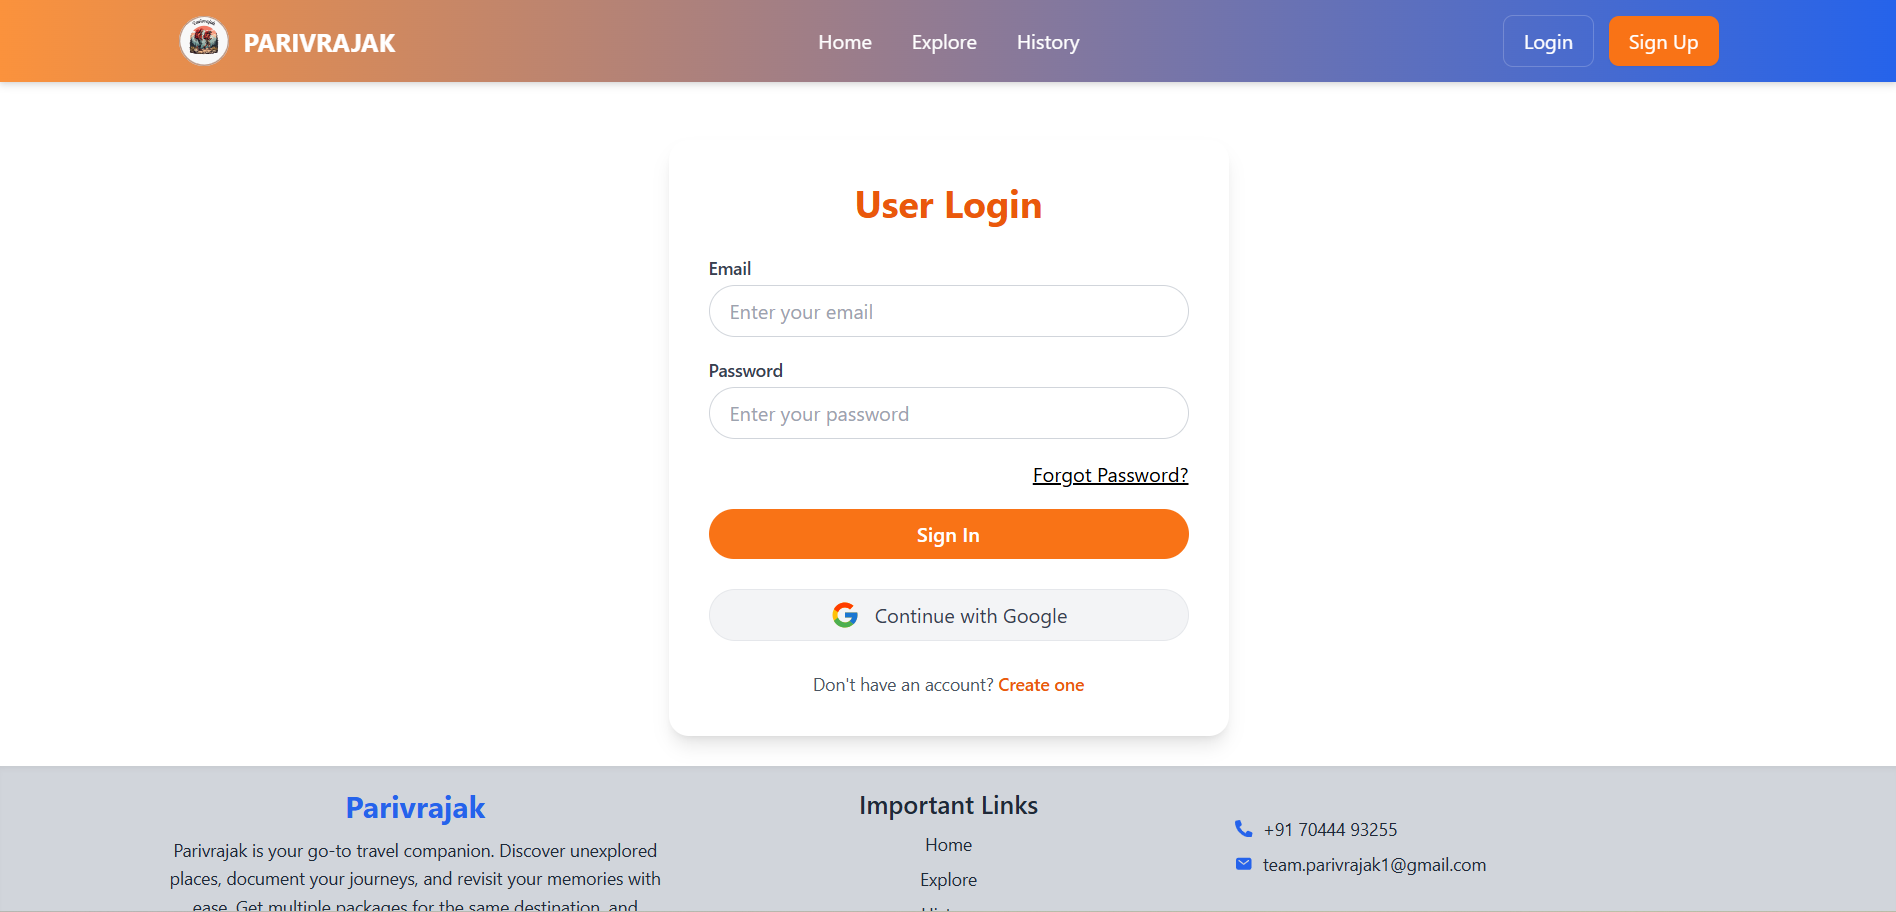 PARIVRAJAK
Home
Explore
History
Login
Sign Up
User Login
Email
Enter your email
Password
Enter your password
Forgot Password?
Sign In
Continue with Google
Don't have an account? Create one
Parivrajak
Parivrajak is your go-to travel companion. Discover unexplored
places, document your journeys, and revisit your memories with
ease. Get multiple packages for the same destination, and
Important Links
Home
Explore
+91 70444 93255
team.parivrajak1@gmail.com